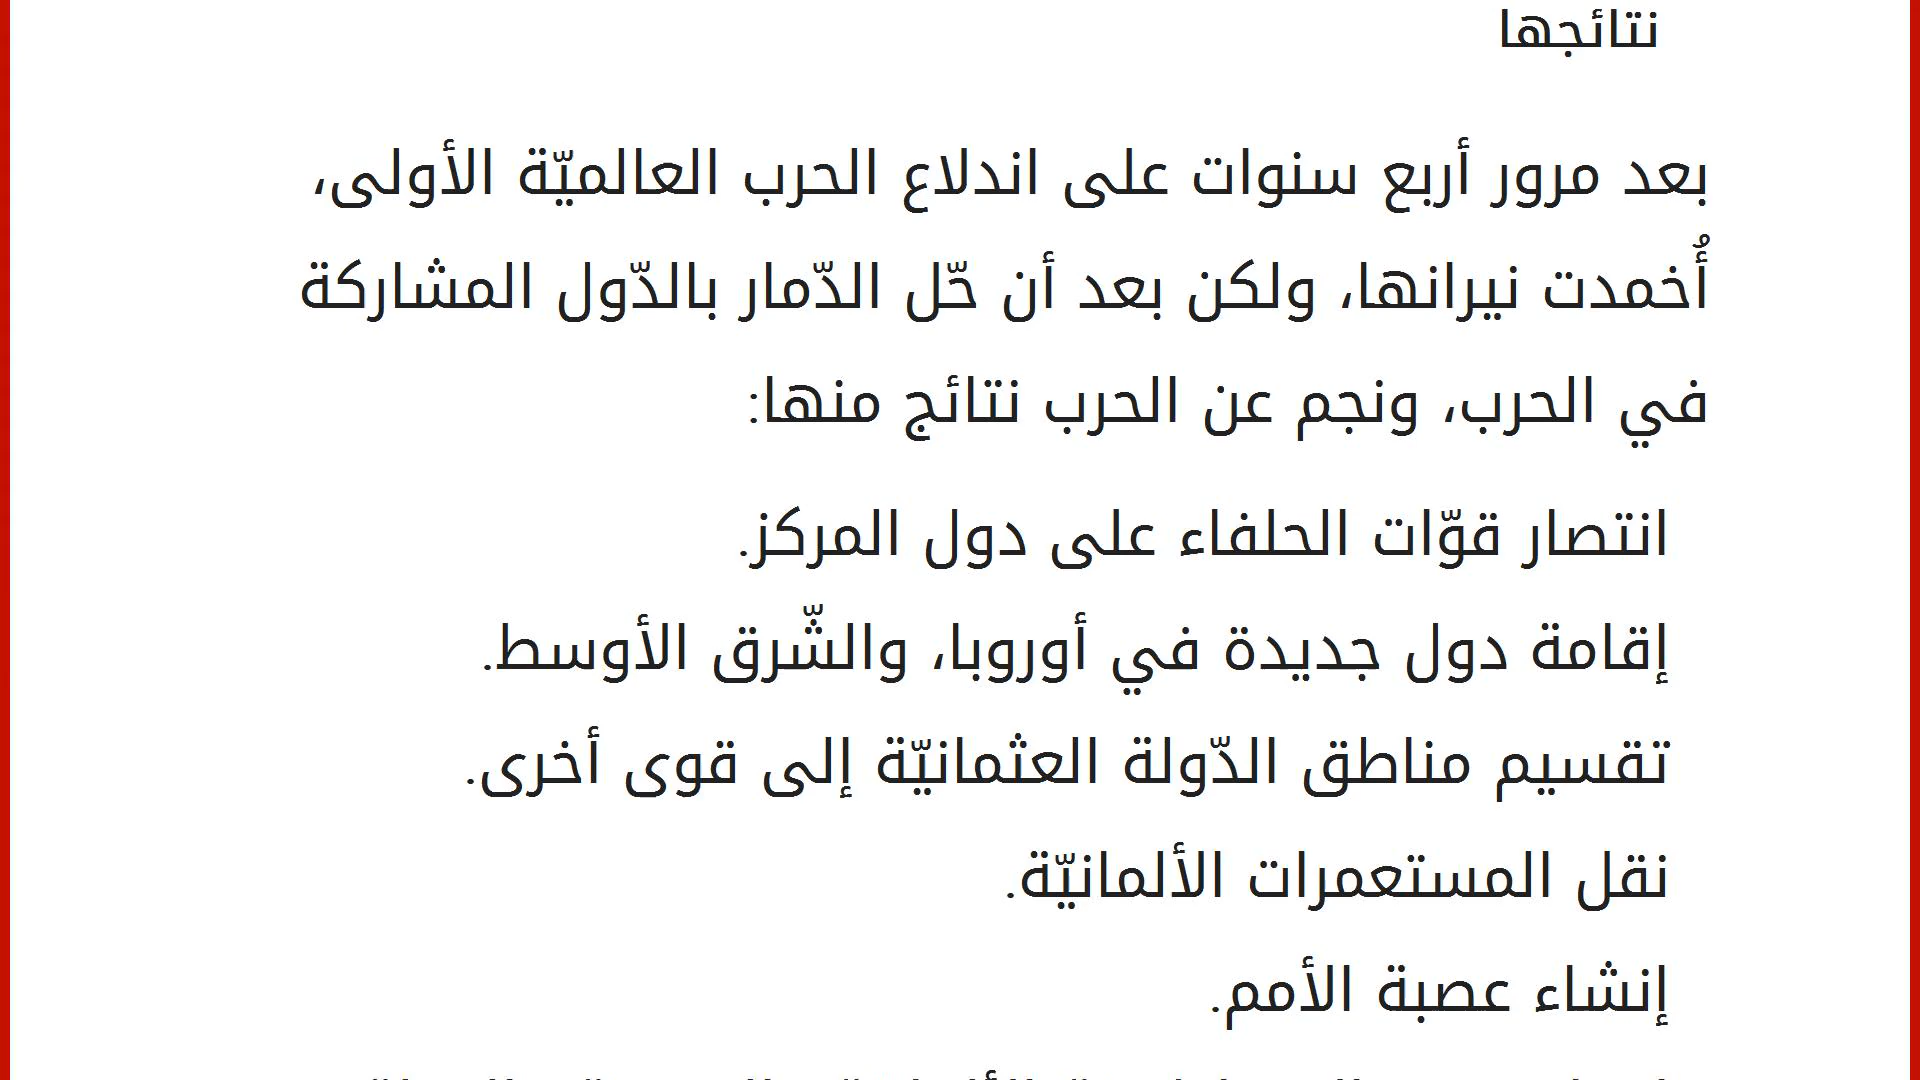 نتائجها
بعد مرور أربع سنوات على اندلاع الحرب العالميّة الأولى،
أُخمدت نيرانها، ولكن بعد أن حّل الدّمار بالدّول المشاركة
في الحرب، ونجم عن الحرب نتائج منها:
انتصار قوّات الحلفاء على دول المركز.
إقامة دول جديدة في أوروبا، والشّرق الأوسط.
تقسيم مناطق الدّولة العثمانيّة إلى قوى أخرى.
نقل المستعمرات الألمانيّة.
إنشاء عصبة الأمم.